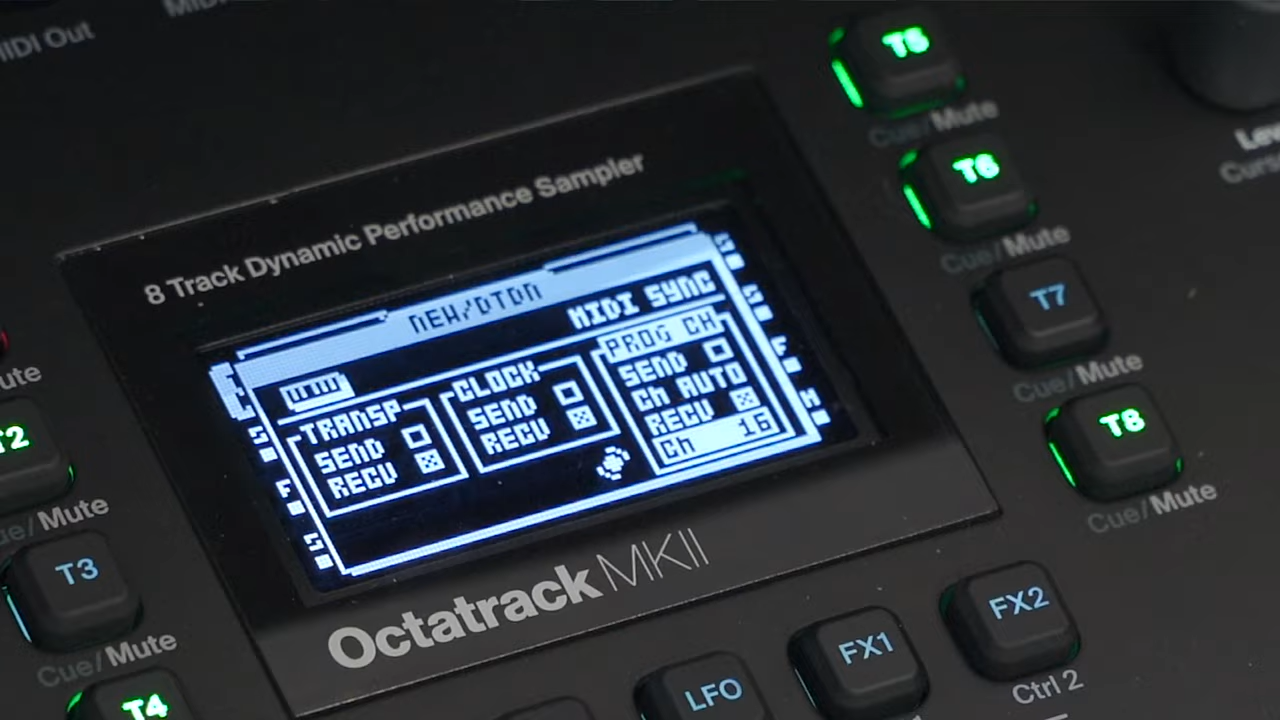 MIDI Out
MIDI
8 Track Dynamic Performance Sampler
MIDI SYNC
TRANSP
SEND
RECV
CLOCK
SEND
RECV
PROG CH
SEND
Ch AUTO
RECV
Ch 16
Octatrack MKII
T5
Cue/Mute
T6
Cue/Mute
T7
Cue/Mute
T8
Cue/Mute
T2
Cue/Mute
T3
Cue/Mute
T4
LFO
FX1
FX2
Ctrl 2